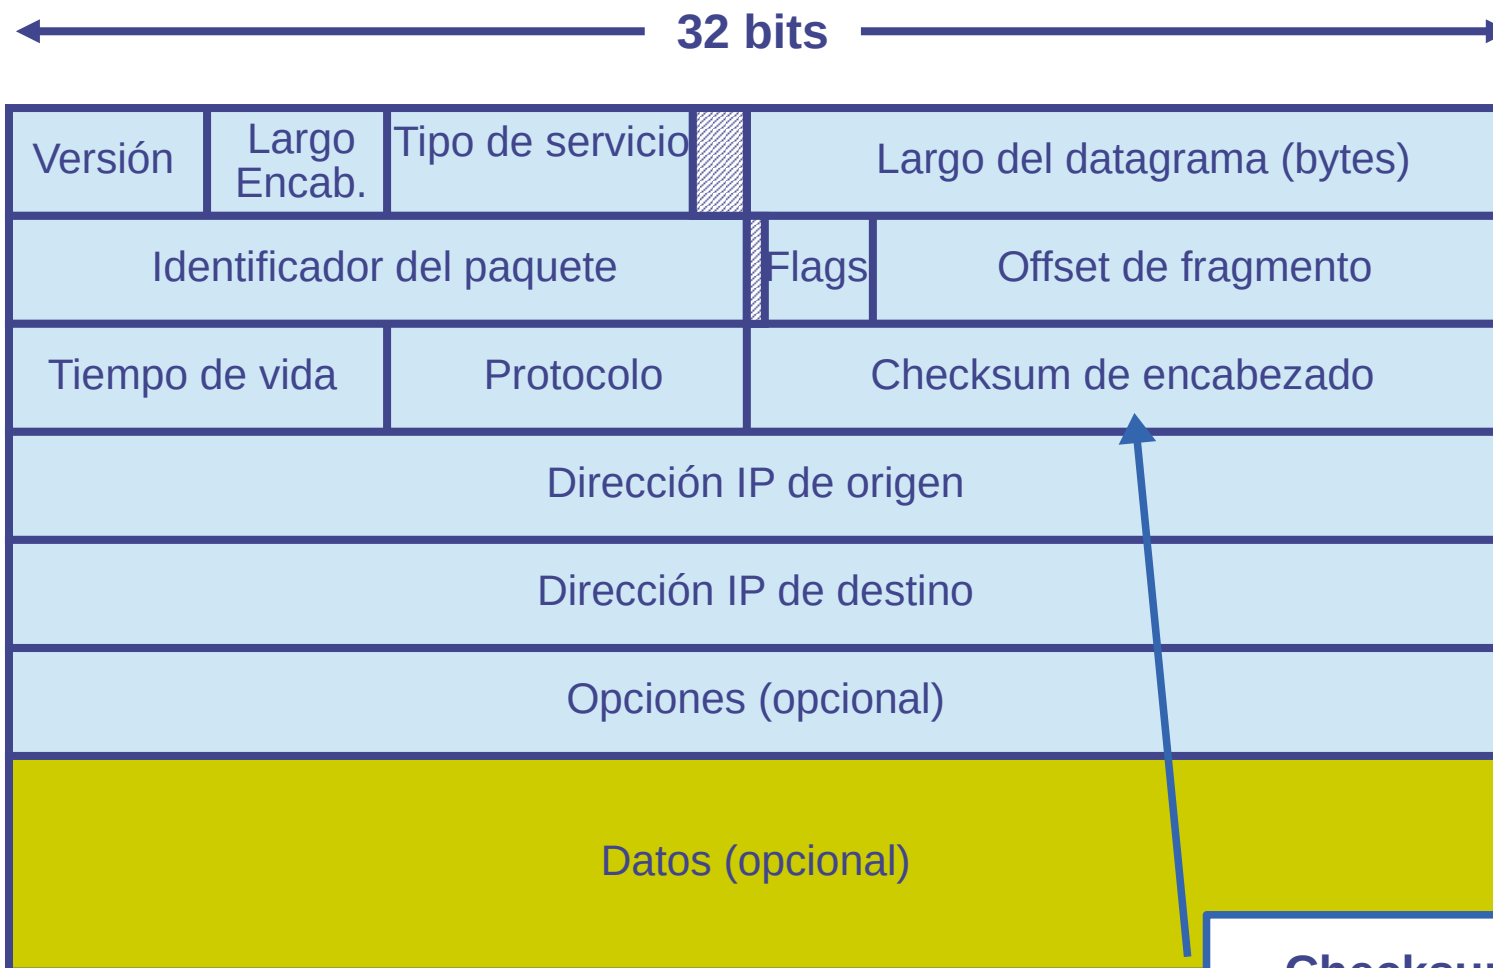 32 bits
Versión
Largo
Encab.
Tipo de servicio
Largo del datagrama (bytes)
Identificador del paquete
Flags
Offset de fragmento
Tiempo de vida
Protocolo
Checksum de encabezado
Dirección IP de origen
Dirección IP de destino
Opciones (opcional)
Datos (opcional)